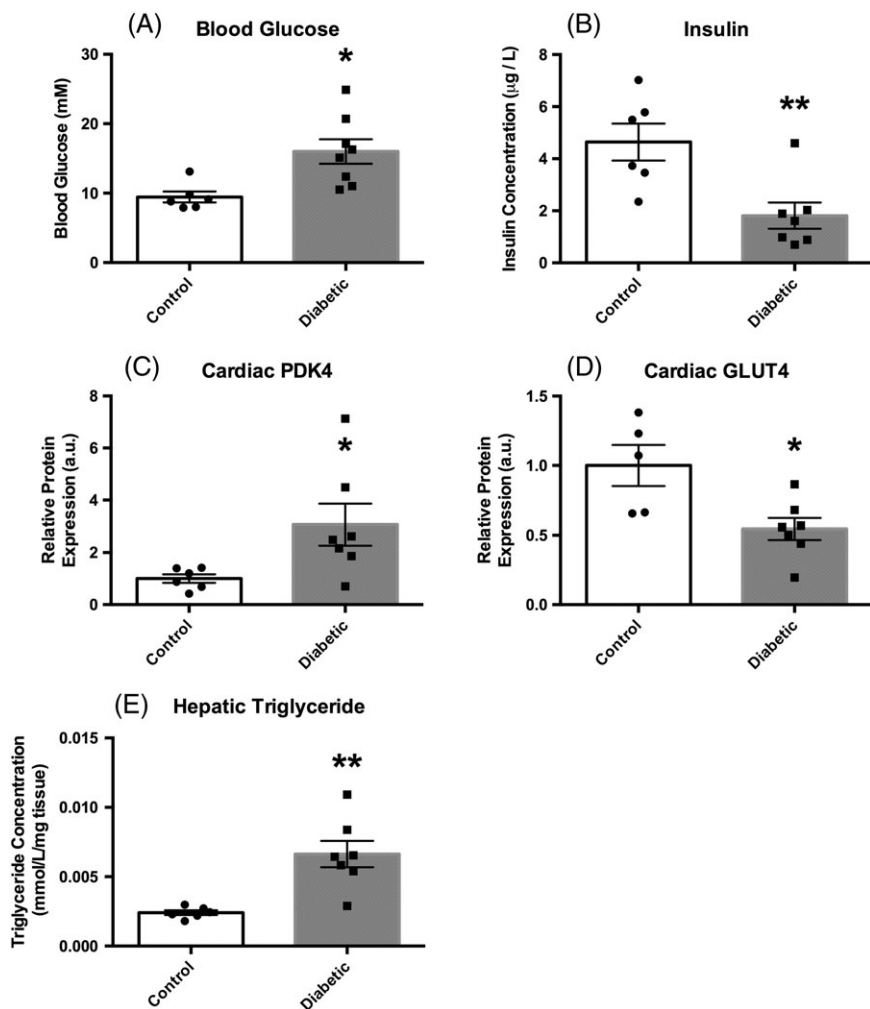 (A) Blood Glucose
Blood Glucose (mM)
30
20
10
0
*
Control
Diabetic
(B) Insulin
Insulin Concentration (µg / L)
8
6
4
2
0
**
Control
Diabetic
(C) Cardiac PDK4
Relative Protein
Expression (a.u.)
8
6
4
2
0
*
Control
Diabetic
(D) Cardiac GLUT4
Relative Protein
Expression (a.u.)
1.5
1.0
0.5
0.0
*
Control
Diabetic
(E) Hepatic Triglyceride
Triglyceride Concentration
(mmol/L/mg tissue)
0.015
0.010
0.005
0.000
**
Control
Diabetic